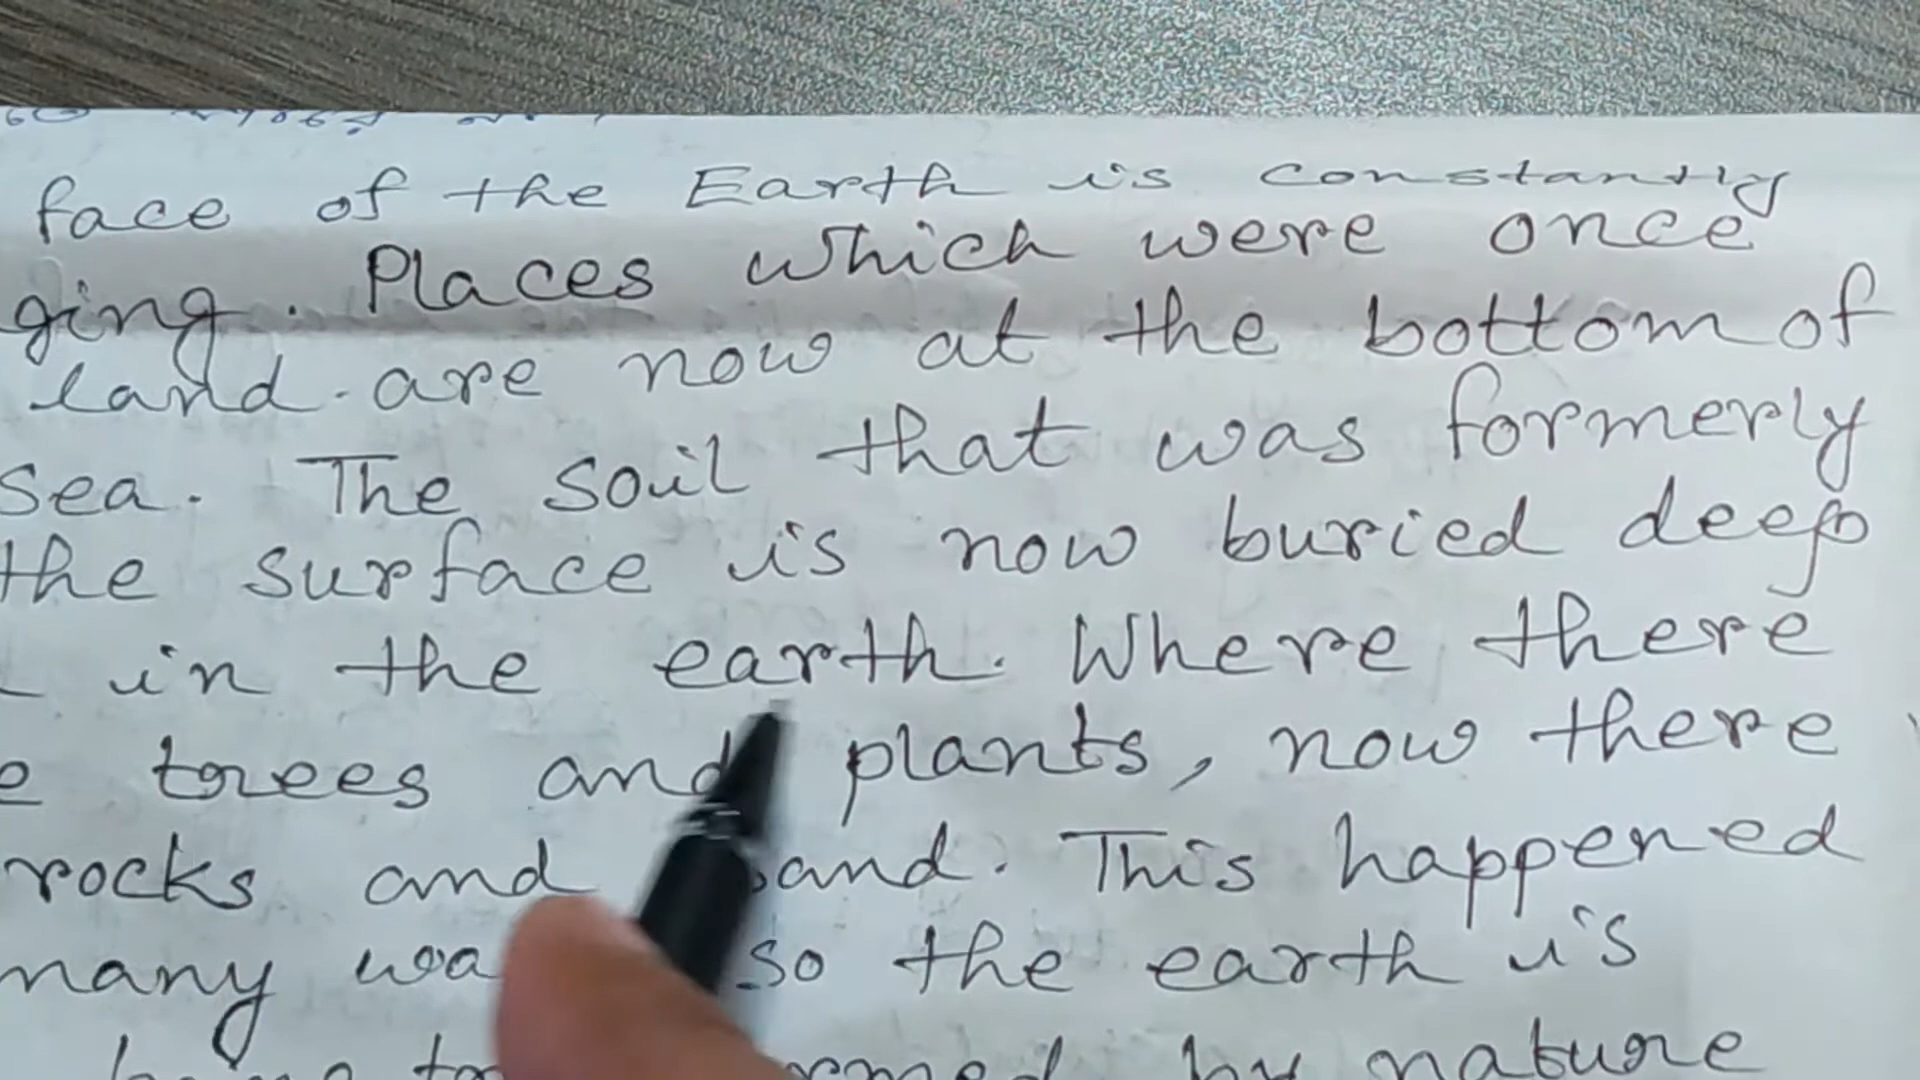 face of the Earth is constantly
ging. Places which were once
land. are now at the bottom of
sea. The soil that was formerly
the surface is now buried deep
in the earth. Where there
trees and plants, now there
rocks and sand. This happened
many so the earth is
by nature